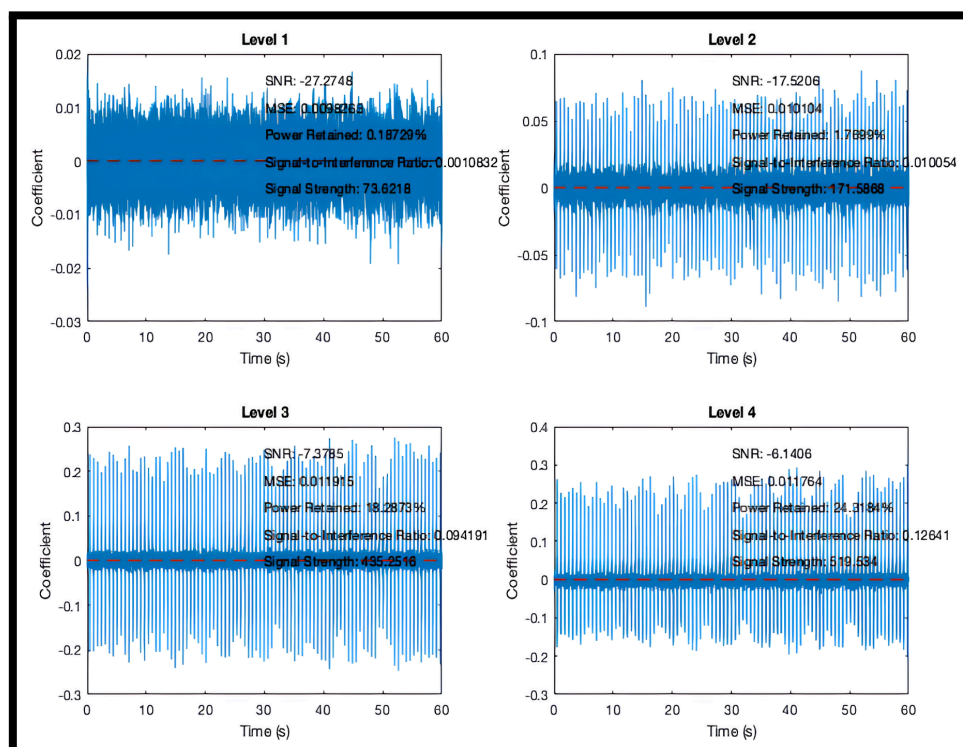 Level 1
0.02
0.01
0
-0.01
-0.02
-0.03
Coefficient
SNR: -27.2748
MSE: 0.0098263
Power Retained: 0.18729%
Signal-to-Interference Ratio: 0.0010832
Signal Strength: 73.6218
0 10 20 30 40 50 60
Time (s)
Level 2
0.1
0.05
0
-0.05
-0.1
Coefficient
SNR: -17.5206
MSE: 0.010104
Power Retained: 1.7699%
Signal-to-Interference Ratio: 0.010054
Signal Strength: 171.5868
0 10 20 30 40 50 60
Time (s)
Level 3
0.3
0.2
0.1
0
-0.1
-0.2
-0.3
Coefficient
SNR: -7.3785
MSE: 0.011915
Power Retained: 18.2873%
Signal-to-Interference Ratio: 0.094191
Signal Strength: 435.2516
0 10 20 30 40 50 60
Time (s)
Level 4
0.4
0.3
0.2
0.1
0
-0.1
-0.2
-0.3
Coefficient
SNR: -6.1406
MSE: 0.011764
Power Retained: 24.3184%
Signal-to-Interference Ratio: 0.12641
Signal Strength: 519.534
0 10 20 30 40 50 60
Time (s)